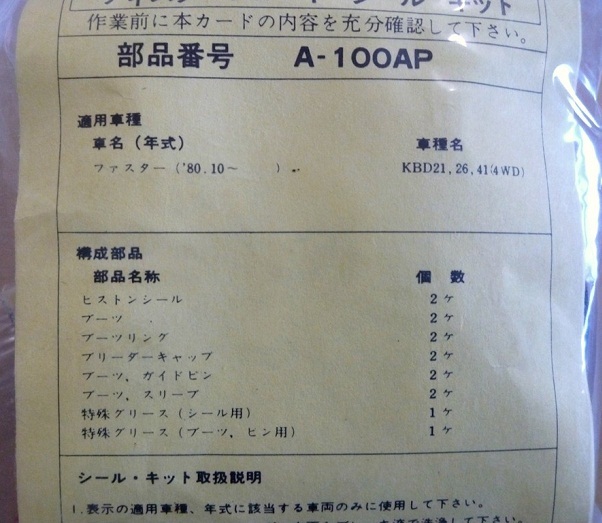 シール キット
作業前に本カードの内容を充分確認して下さい。
部品番号 A-100AP
適用車種
車名（年式） 車種名
ファスター（'80.10～ ） KBD21, 26, 41(4WD)
構成部品
部品名称 個 数
ピストンシール 2ケ
ブーツ 2ケ
ブーツリング 2ケ
ブリーダーキャップ 2ケ
ブーツ, ガイドピン 2ケ
ブーツ, スリーブ 2ケ
特殊グリース（シール用） 1ケ
特殊グリース（ブーツ, ピン用） 1ケ
シール・キット取扱説明
1. 表示の適用車種、年式に該当する車両のみに使用して下さい。